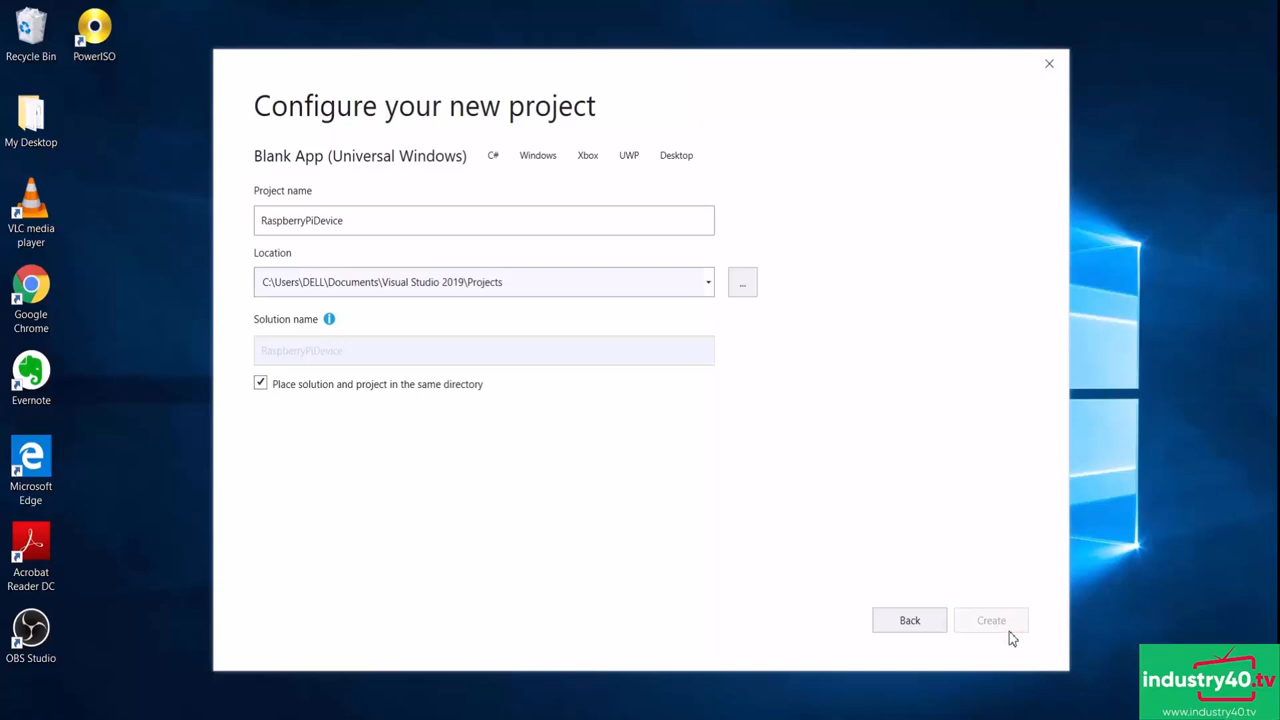 Recycle Bin
PowerISO
My Desktop
VLC media
player
Google
Chrome
Evernote
Microsoft
Edge
Acrobat
Reader DC
OBS Studio
Configure your new project
Blank App (Universal Windows) C# Windows Xbox UWP Desktop
Project name
RaspberryPiDevice
Location
C:\Users\DELL\Documents\Visual Studio 2019\Projects
...
Solution name
RaspberryPiDevice
Place solution and project in the same directory
Back
Create
industry40.tv
www.industry40.tv